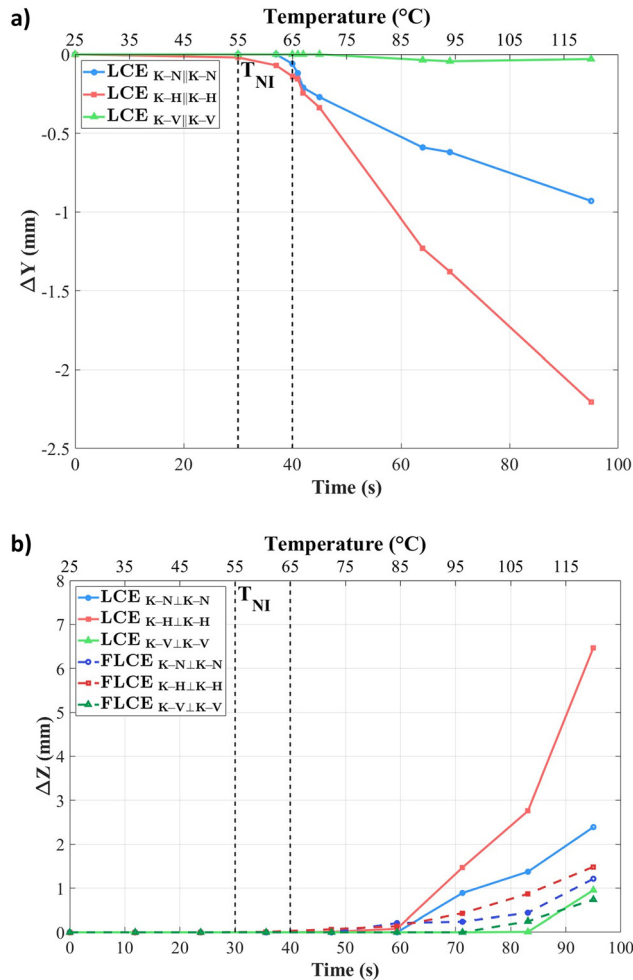 a)
Temperature (°C)
25 35 45 55 65 75 85 95 105 115
0
-0.5
-1
-1.5
-2
-2.5
ΔY (mm)
LCE K–N∥K–N
LCE K–H∥K–H
LCE K–V∥K–V
T_NI
0 20 40 60 80 100
Time (s)
b)
Temperature (°C)
25 35 45 55 65 75 85 95 105 115
8
7
6
5
4
3
2
1
0
ΔZ (mm)
LCE K–N⊥K–N
LCE K–H⊥K–H
LCE K–V⊥K–V
FLCE K–N⊥K–N
FLCE K–H⊥K–H
FLCE K–V⊥K–V
T_NI
0 10 20 30 40 50 60 70 80 90 100
Time (s)